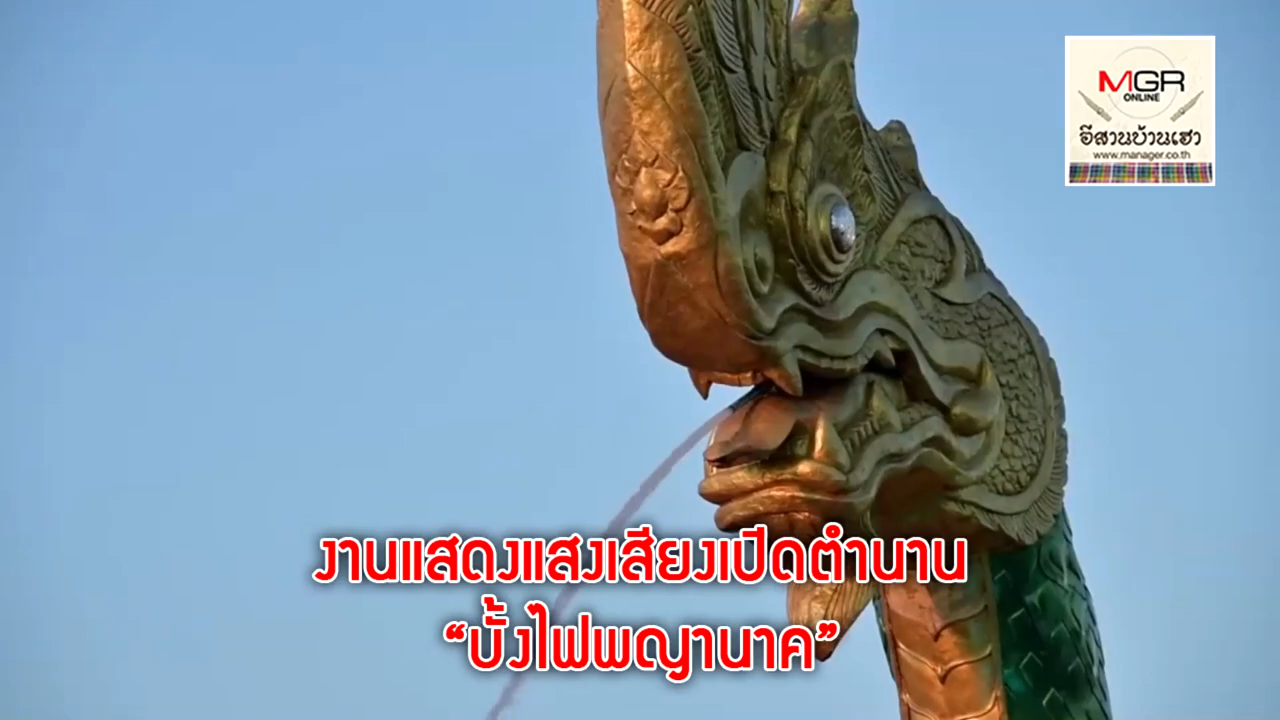 MGR
ONLINE
อีสานบ้านเฮา
www.manager.co.th
งานแสดงแสงเสียงเปิดตำนาน
“บั้งไฟพญานาค”